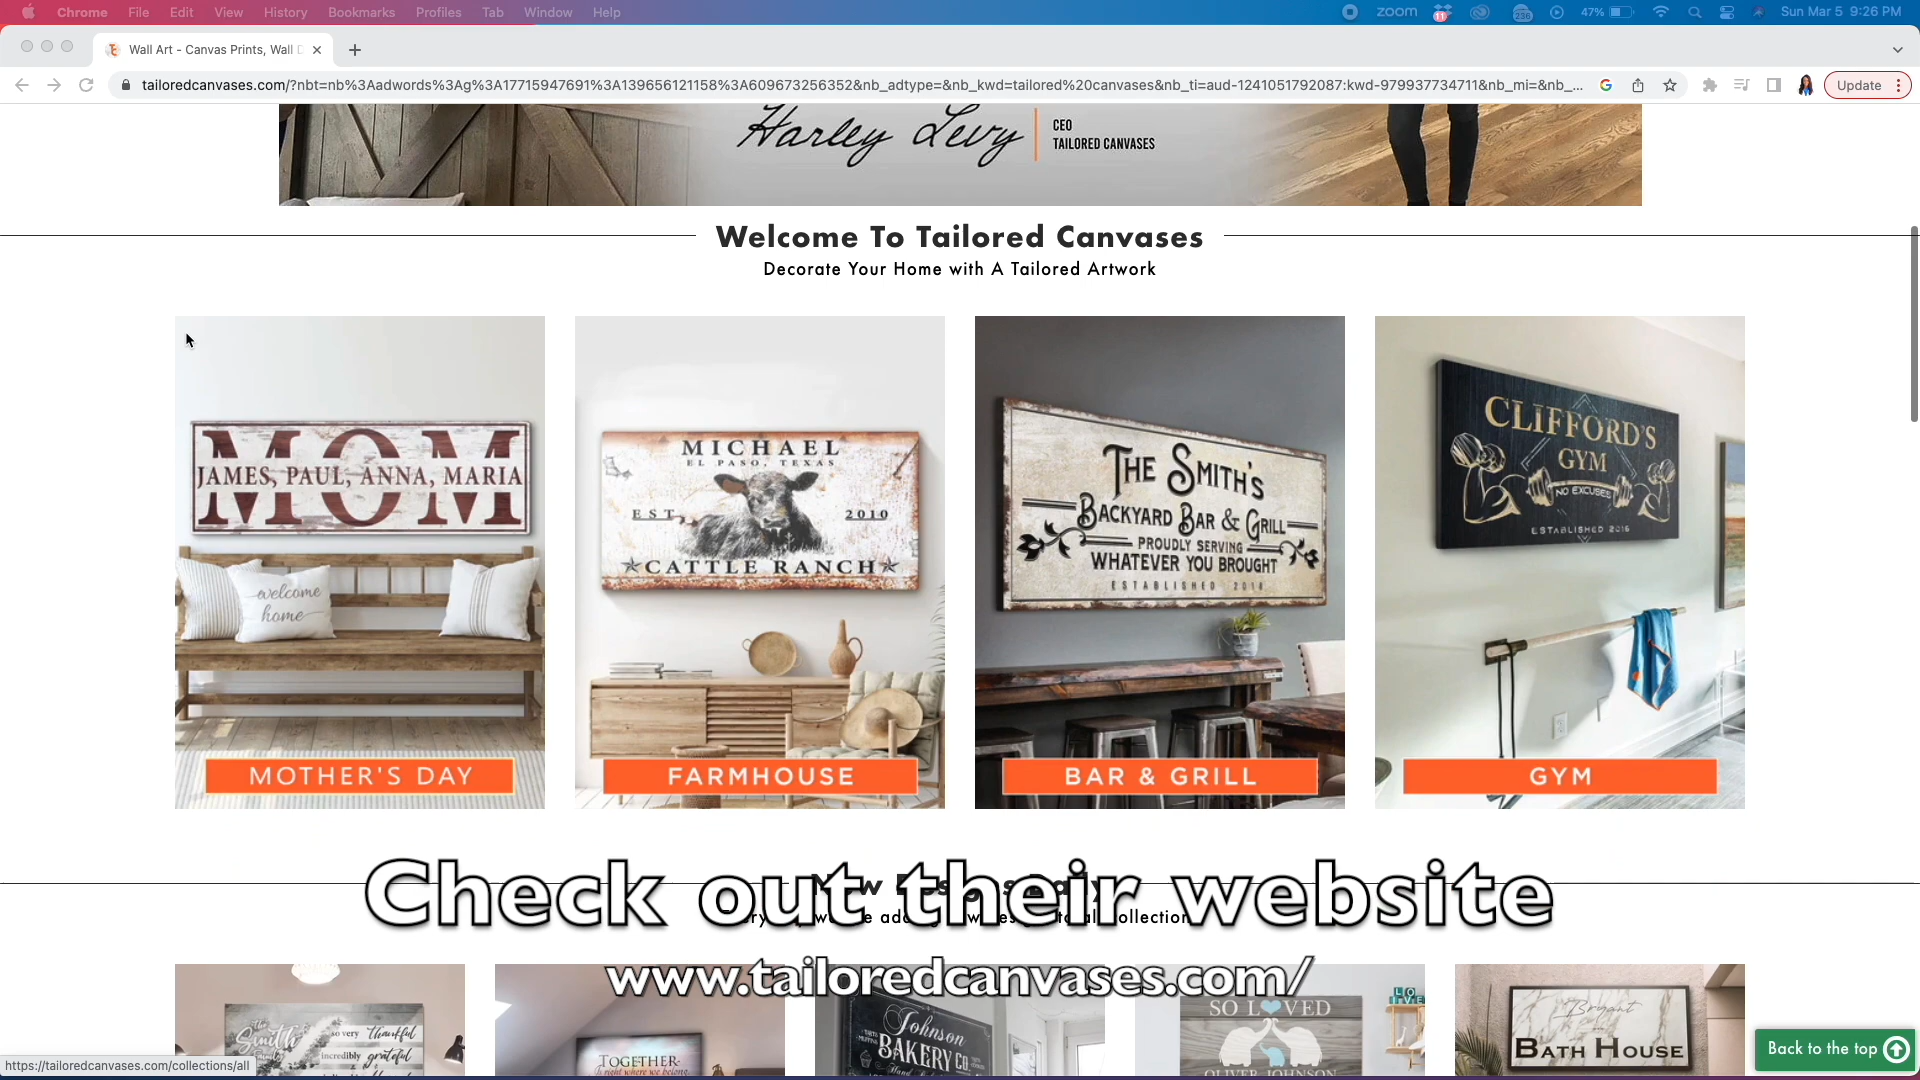 Chrome File Edit View History Bookmarks Profiles Tab Window Help
zoom 11 47% Sun Mar 5 9:26 PM
Wall Art - Canvas Prints, Wall D
tailoredcanvases.com/?nbt=nb%3Aadwords%3Ag%3A17715947691%3A139656121158%3A609673256352&nb_adtype=&nb_kwd=tailored%20canvases&nb_ti=aud-1241051792087:kwd-979937734711&nb_mi=&nb_...
Update
Harley Levy
CEO
TAILORED CANVASES
Welcome To Tailored Canvases
Decorate Your Home with A Tailored Artwork
MOM
JAMES, PAUL, ANNA, MARIA
welcome
home
MOTHER'S DAY
MICHAEL
EL PASO, TEXAS
EST. 2010
CATTLE RANCH
FARMHOUSE
THE SMITH'S
BACKYARD BAR & GRILL
PROUDLY SERVING
WHATEVER YOU BROUGHT
ESTABLISHED 2018
BAR & GRILL
CLIFFORD'S
GYM
NO EXCUSES
ESTABLISHED 2016
GYM
Check out their website
www.tailoredcanvases.com/
The
Smith
Family
so very thankful
incredibly grateful
TOGETHER
is right where we belong
Johnson
BAKERY CO.
SO LOVED
OLIVER JOHNSON
LOVE
Bryant
BATH HOUSE
Back to the top
https://tailoredcanvases.com/collections/all